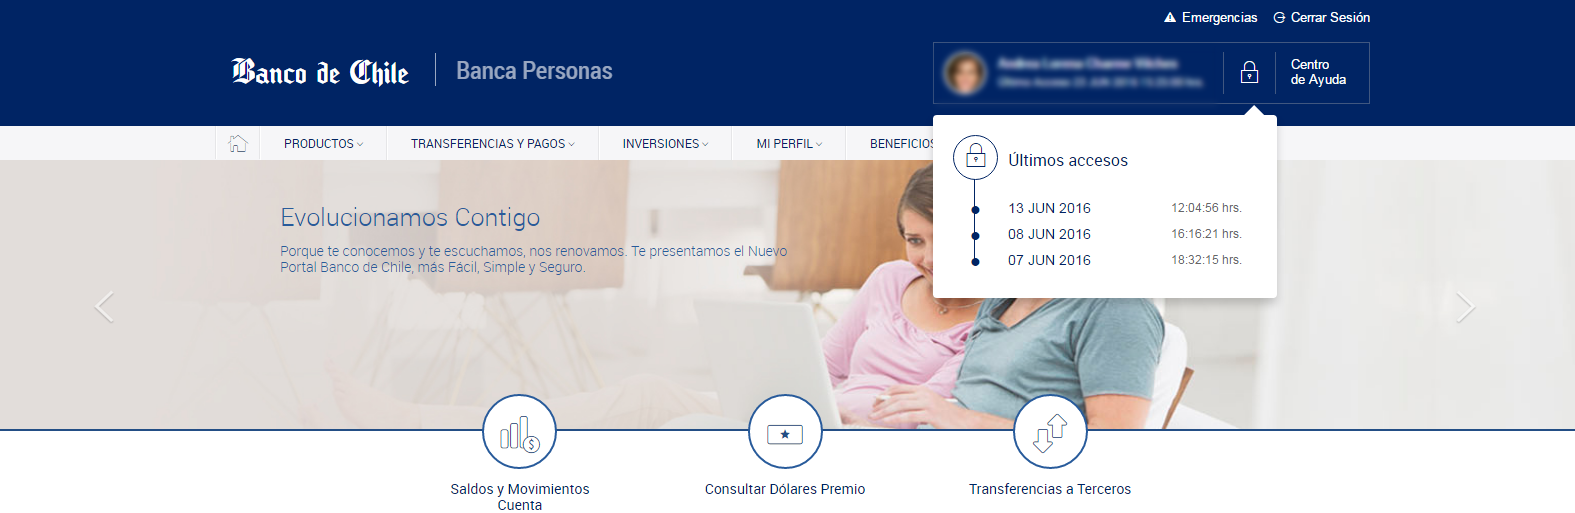 Emergencias
Cerrar Sesión
Banco de Chile
Banca Personas
Centro
de Ayuda
PRODUCTOS
TRANSFERENCIAS Y PAGOS
INVERSIONES
MI PERFIL
BENEFICIOS
Últimos accesos
13 JUN 2016 12:04:56 hrs.
08 JUN 2016 16:16:21 hrs.
07 JUN 2016 18:32:15 hrs.
Evolucionamos Contigo
Porque te conocemos y te escuchamos, nos renovamos. Te presentamos el Nuevo
Portal Banco de Chile, más Fácil, Simple y Seguro.
Saldos y Movimientos
Cuenta
Consultar Dólares Premio
Transferencias a Terceros